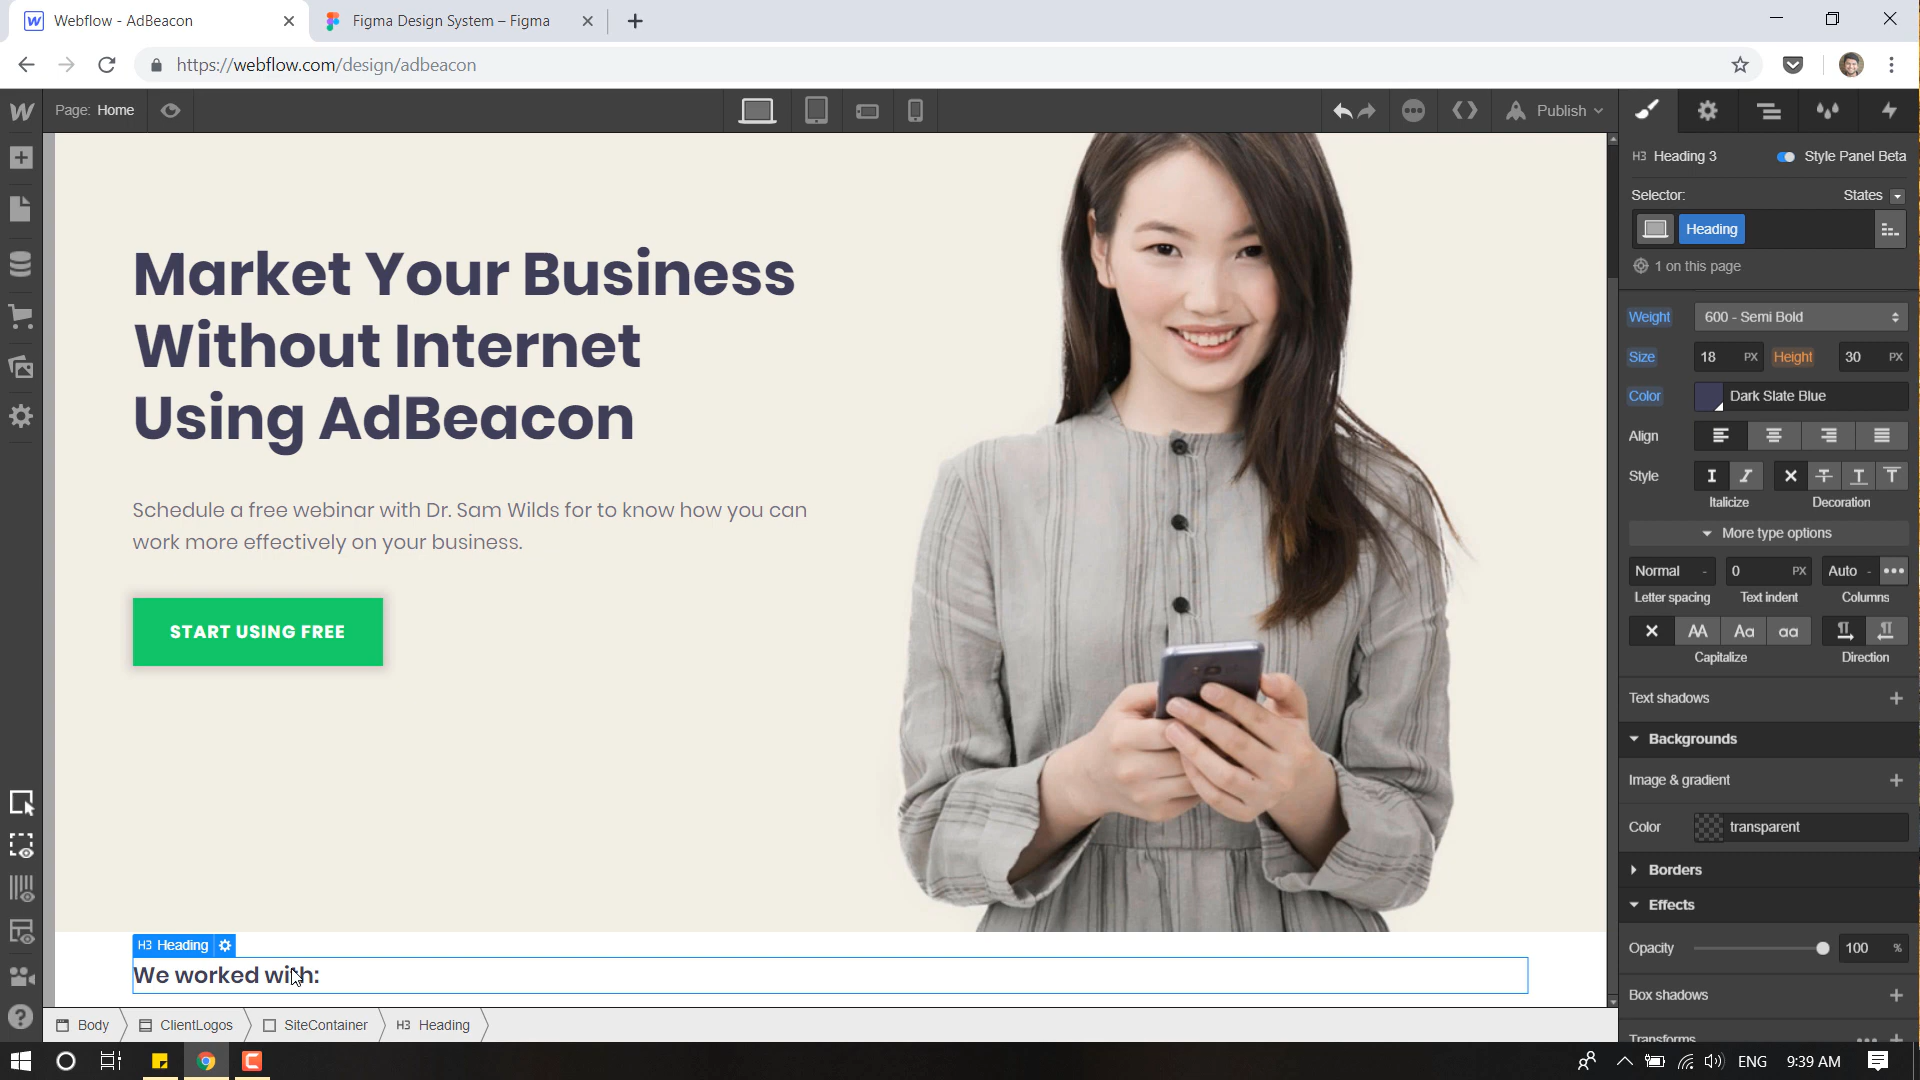 Webflow - AdBeacon
Figma Design System – Figma
https://webflow.com/design/adbeacon
Page: Home
Publish
H3 Heading 3
Style Panel Beta
Selector:
States
Heading
1 on this page
Weight
600 - Semi Bold
Size
18 PX
Height
30 PX
Color
Dark Slate Blue
Align
Style
Italicize
Decoration
More type options
Normal -
0 PX
Auto -
Letter spacing
Text indent
Columns
AA Aa aa
Capitalize
Direction
Text shadows
Backgrounds
Image & gradient
Color
transparent
Borders
Effects
Opacity
100 %
Box shadows
Transforms
Market Your Business
Without Internet
Using AdBeacon
Schedule a free webinar with Dr. Sam Wilds for to know how you can
work more effectively on your business.
START USING FREE
H3 Heading
We worked with:
Body
ClientLogos
SiteContainer
H3 Heading
ENG
9:39 AM